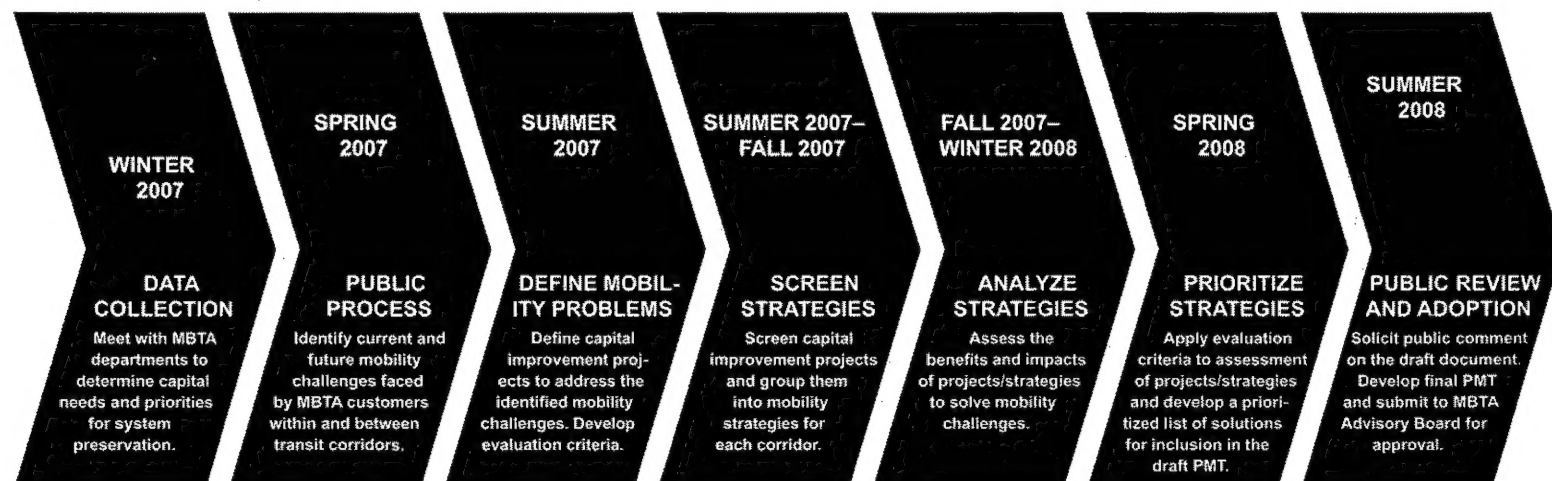 WINTER
2007
DATA
COLLECTION
Meet with MBTA
departments to
determine capital
needs and priorities
for system
preservation.
SPRING
2007
PUBLIC
PROCESS
Identify current and
future mobility
challenges faced
by MBTA customers
within and between
transit corridors.
SUMMER
2007
DEFINE MOBIL-
ITY PROBLEMS
Define capital
improvement proj-
ects to address the
identified mobility
challenges. Develop
evaluation criteria.
SUMMER 2007–
FALL 2007
SCREEN
STRATEGIES
Screen capital
improvement projects
and group them
into mobility
strategies for
each corridor.
FALL 2007–
WINTER 2008
ANALYZE
STRATEGIES
Assess the
benefits and impacts
of projects/strategies
to solve mobility
challenges.
SPRING
2008
PRIORITIZE
STRATEGIES
Apply evaluation
criteria to assessment
of projects/strategies
and develop a priori-
tized list of solutions
for inclusion in the
draft PMT.
SUMMER
2008
PUBLIC REVIEW
AND ADOPTION
Solicit public comment
on the draft document.
Develop final PMT
and submit to MBTA
Advisory Board for
approval.